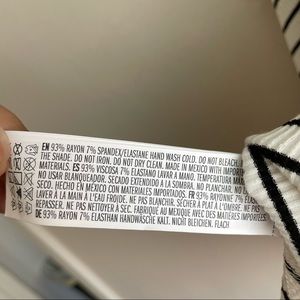 EN 93% RAYON 7% SPANDEX/ELASTANE HAND WASH COLD. DO NOT BLEACH
THE SHADE. DO NOT IRON. DO NOT DRY CLEAN. MADE IN MEXICO WITH IMPORTED
MATERIALS. ES 93% VISCOSA 7% ELASTANO LAVAR A MANO. TEMPERATURA
NO USAR BLANQUEADOR. SECADO EXTENDIDO A LA SOMBRA. NO PLANCHAR. NO
SECO. HECHO EN MÉXICO CON MATERIALES IMPORTADOS. FR 93%
LAVAGE À LA MAIN À L'EAU FROIDE. NE PAS BLANCHIR. SÉCHER À PLAT À L'OMBRE. NE PAS
REPASSER. NE PAS NETTOYER À SEC. FABRIQUÉ AU MEXIQUE AVEC DES MATIÈRES IMPORTÉES.
DE 93% RAYON 7% ELASTHAN HANDWÄSCHE KALT. NICHT BLEICHEN. FLACH